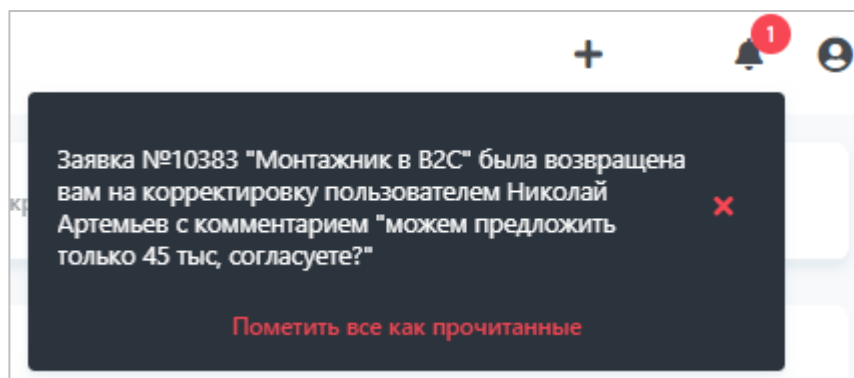 1
Заявка №10383 "Монтажник в B2C" была возвращена
вам на корректировку пользователем Николай
Артемьев с комментарием "можем предложить
только 45 тыс, согласуете?"
Пометить все как прочитанные